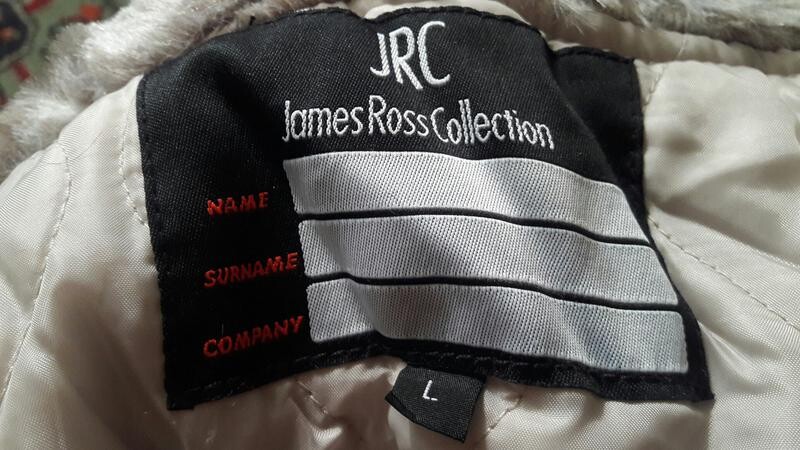 JRC
James Ross Collection
NAME
SURNAME
COMPANY
L